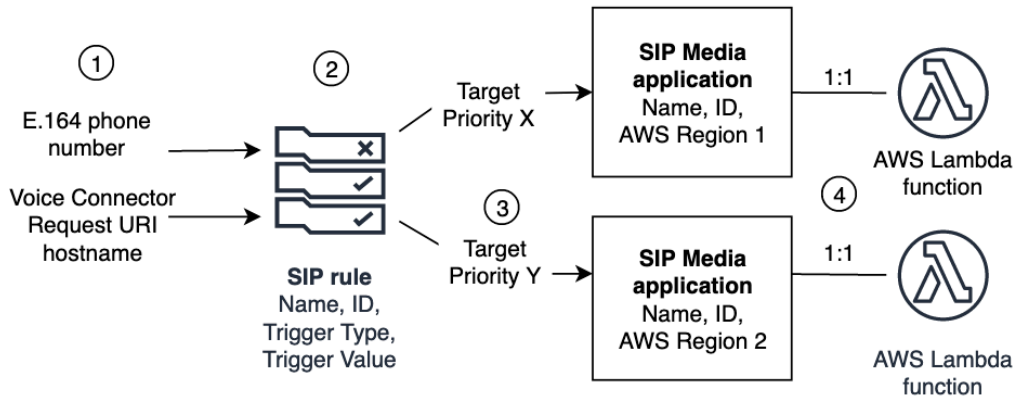 1
E.164 phone
number
Voice Connector
Request URI
hostname
2
SIP rule
Name, ID,
Trigger Type,
Trigger Value
Target
Priority X
3
Target
Priority Y
SIP Media
application
Name, ID,
AWS Region 1
SIP Media
application
Name, ID,
AWS Region 2
1:1
4
1:1
AWS Lambda
function
AWS Lambda
function